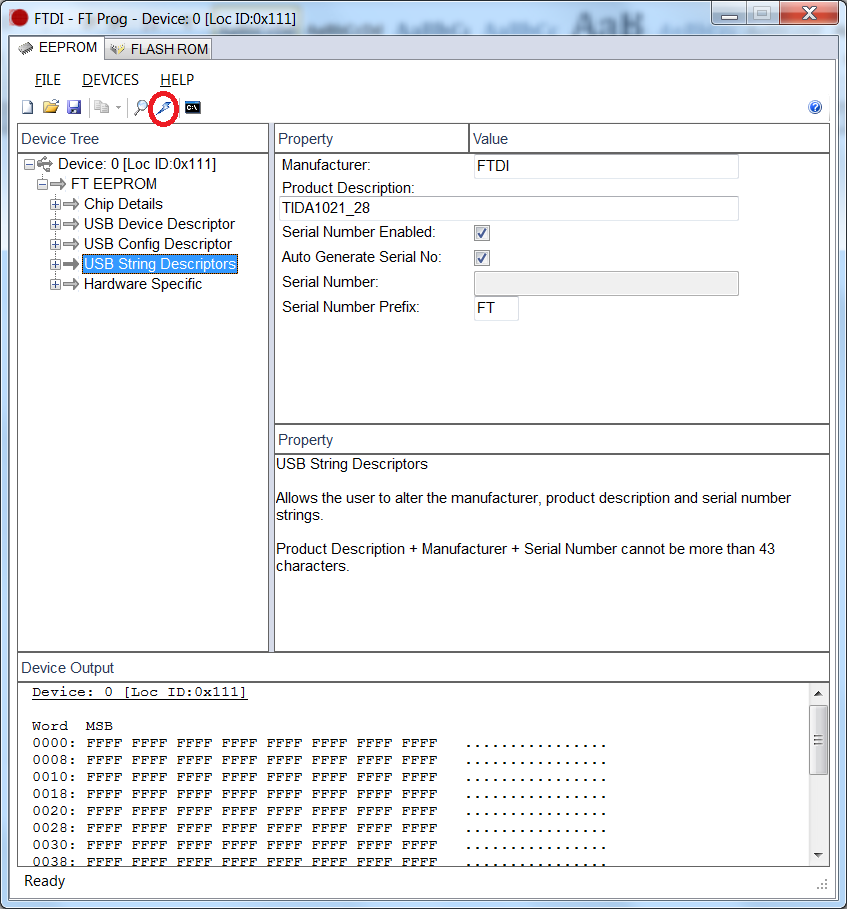 FTDI - FT Prog - Device: 0 [Loc ID:0x111]
EEPROM
FLASH ROM
FILE
DEVICES
HELP
C:\
?
Device Tree
Device: 0 [Loc ID:0x111]
FT EEPROM
Chip Details
USB Device Descriptor
USB Config Descriptor
USB String Descriptors
Hardware Specific
Property
Value
Manufacturer:
FTDI
Product Description:
TIDA1021_28
Serial Number Enabled:
Auto Generate Serial No:
Serial Number:
Serial Number Prefix:
FT
Property
USB String Descriptors
Allows the user to alter the manufacturer, product description and serial number
strings.
Product Description + Manufacturer + Serial Number cannot be more than 43
characters.
Device Output
Device: 0 [Loc ID:0x111]
Word MSB
0000: FFFF FFFF FFFF FFFF FFFF FFFF FFFF FFFF ................
0008: FFFF FFFF FFFF FFFF FFFF FFFF FFFF FFFF ................
0010: FFFF FFFF FFFF FFFF FFFF FFFF FFFF FFFF ................
0018: FFFF FFFF FFFF FFFF FFFF FFFF FFFF FFFF ................
0020: FFFF FFFF FFFF FFFF FFFF FFFF FFFF FFFF ................
0028: FFFF FFFF FFFF FFFF FFFF FFFF FFFF FFFF ................
0030: FFFF FFFF FFFF FFFF FFFF FFFF FFFF FFFF ................
0038: FFFF FFFF FFFF FFFF FFFF FFFF FFFF FFFF ................
Ready